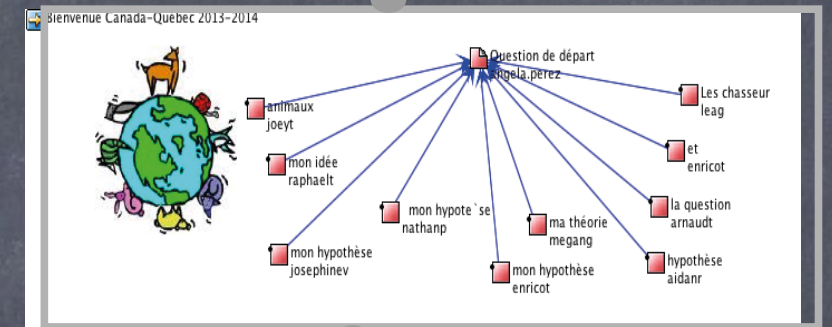 Bienvenue Canada-Québec 2013-2014
Question de départ
angela.perez
animaux
joeyt
Les chasseur
leag
mon idée
raphaelt
et
enricot
mon hypote`se
nathanp
la question
arnaudt
ma théorie
megang
mon hypothèse
josephinev
mon hypothèse
enricot
hypothèse
aidanr